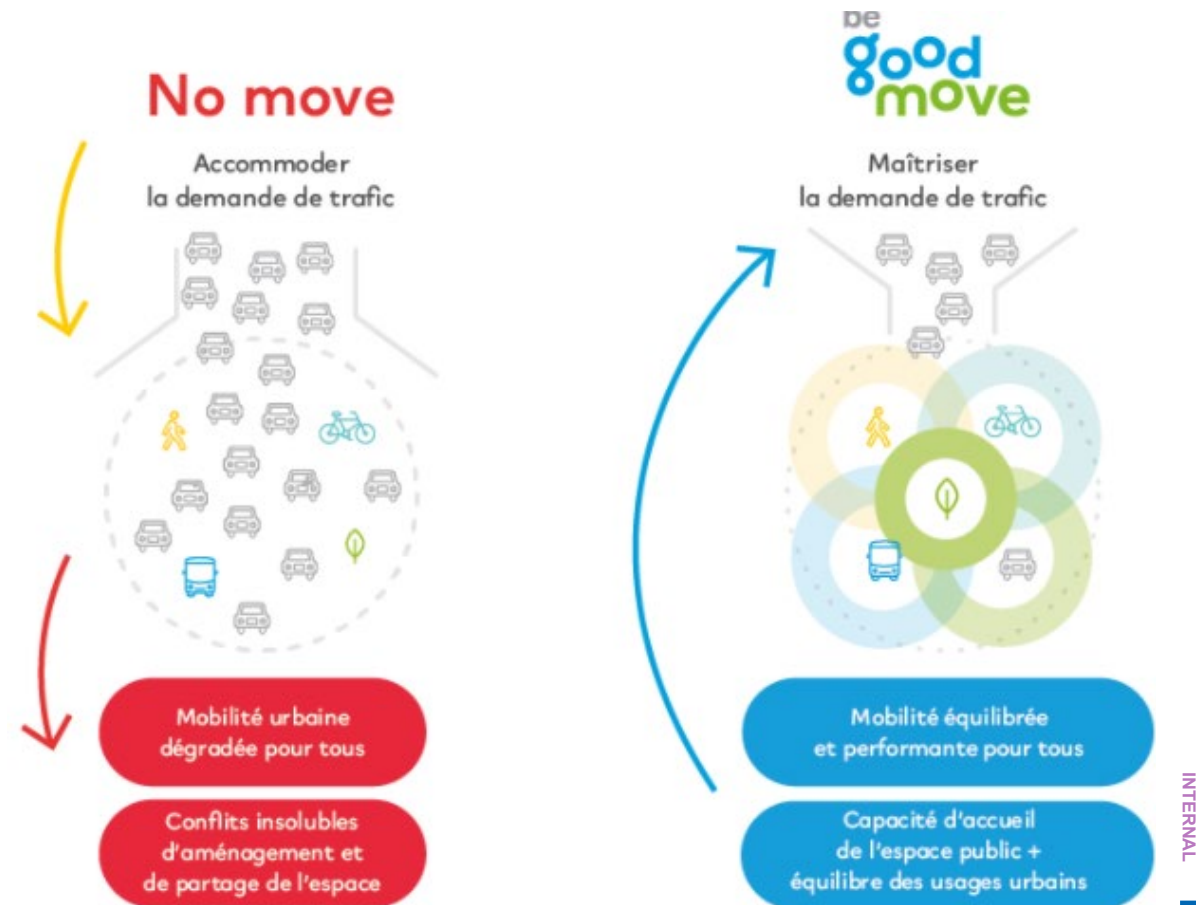 No move
Accommoder
la demande de trafic
Mobilité urbaine
dégradée pour tous
Conflits insolubles
d'aménagement et
de partage de l'espace
be
good
move
Maîtriser
la demande de trafic
Mobilité équilibrée
et performante pour tous
Capacité d'accueil
de l'espace public +
équilibre des usages urbains
INTERNAL